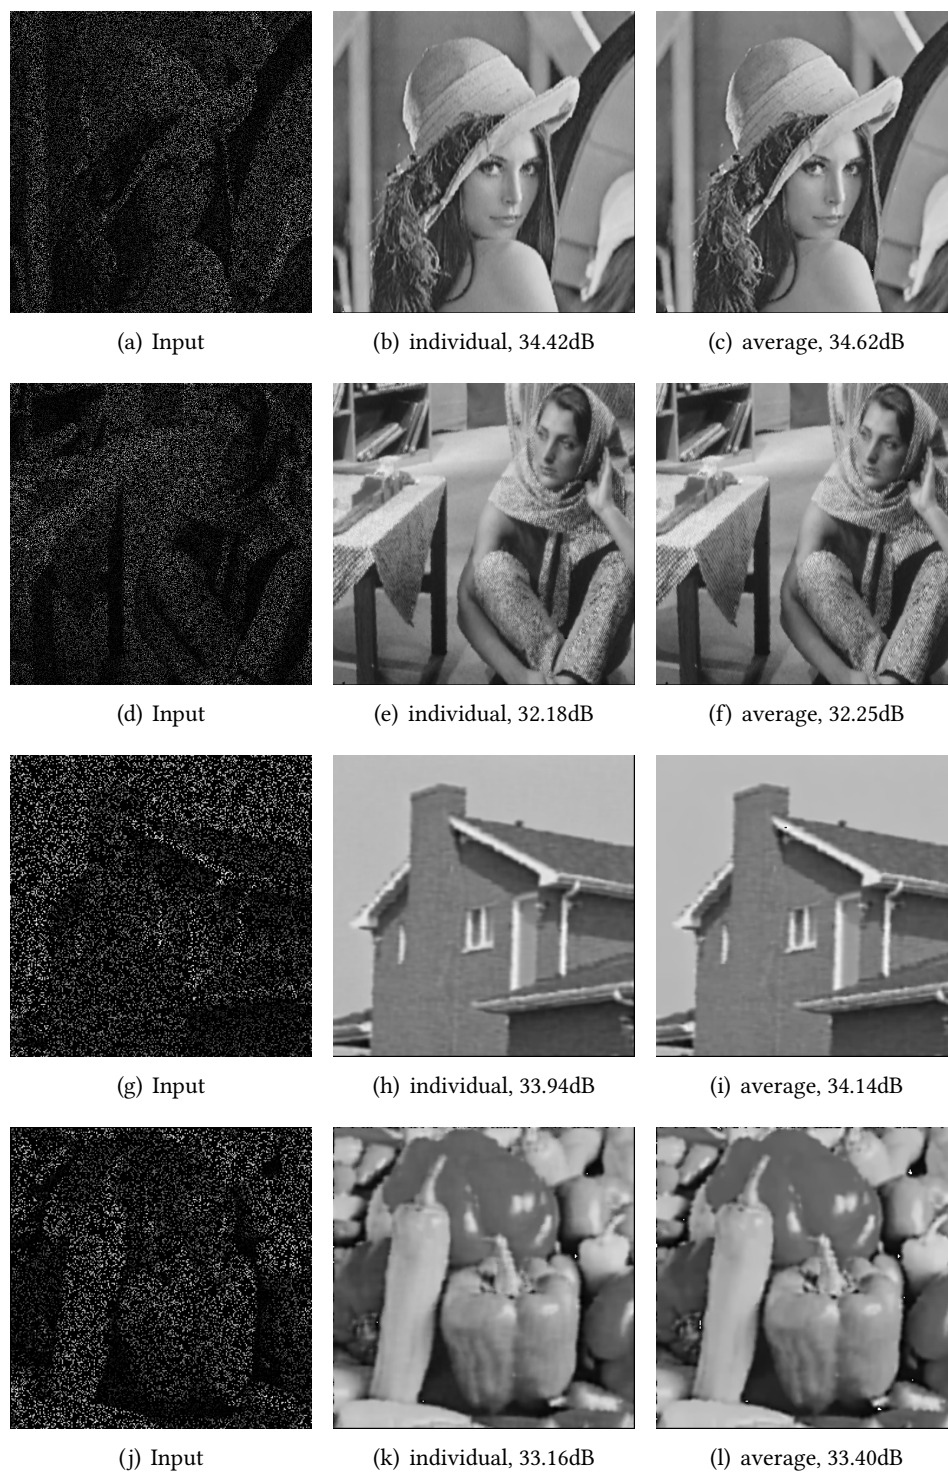 (a) Input (b) individual, 34.42dB (c) average, 34.62dB
(d) Input (e) individual, 32.18dB (f) average, 32.25dB
(g) Input (h) individual, 33.94dB (i) average, 34.14dB
(j) Input (k) individual, 33.16dB (l) average, 33.40dB